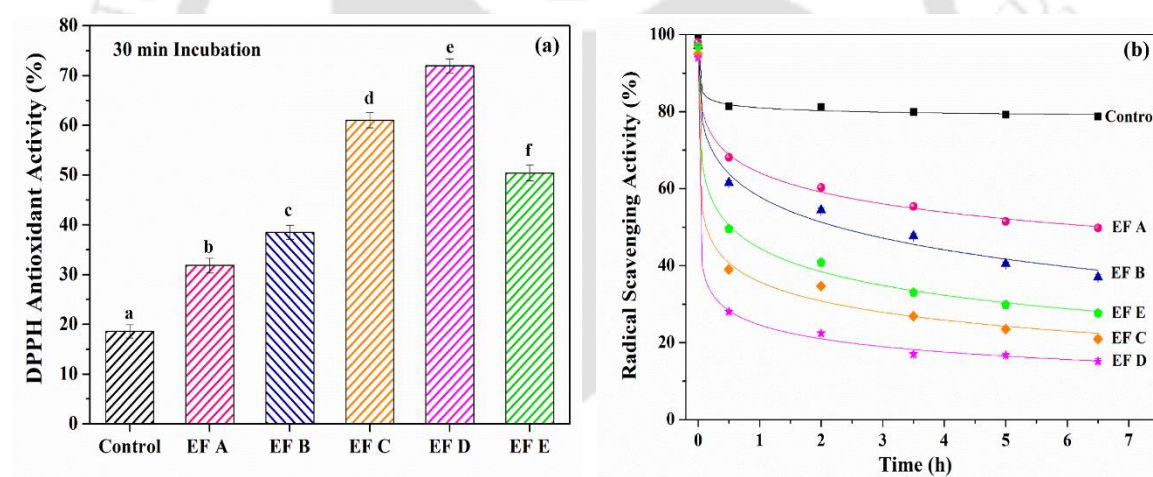 80
70
60
50
40
30
20
10
0
DPPH Antioxidant Activity (%)
30 min Incubation
(a)
a
b
c
d
e
f
Control EF A EF B EF C EF D EF E
100
80
60
40
20
0
Radical Scavenging Activity (%)
(b)
Control
EF A
EF B
EF E
EF C
EF D
0 1 2 3 4 5 6 7
Time (h)